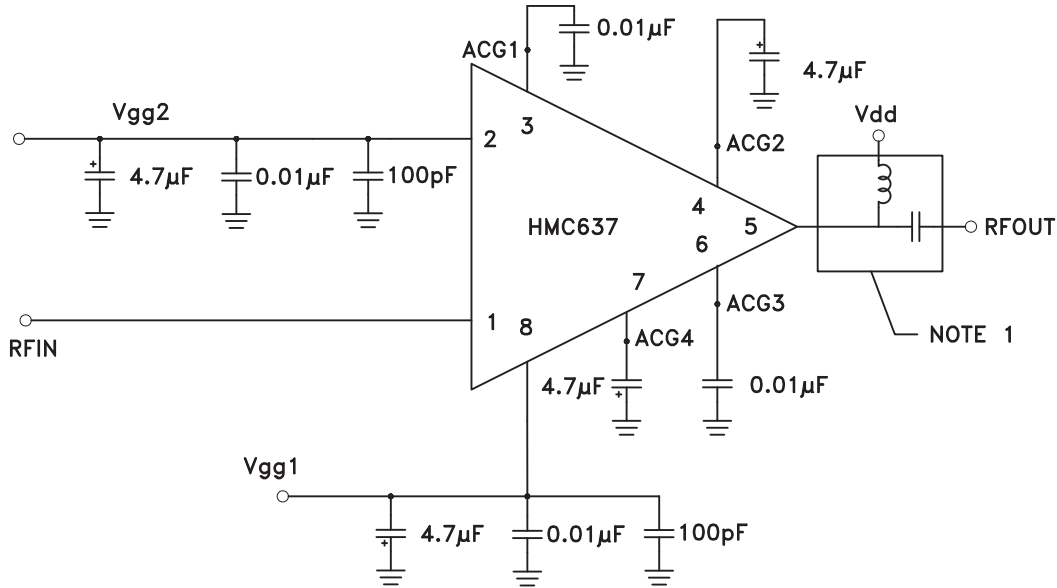 ACG1
0.01μF
4.7μF
Vgg2
3
2
ACG2
Vdd
+
4.7μF
0.01μF
100pF
4
HMC637
5
RFOUT
6
7
ACG3
1
8
ACG4
NOTE 1
RFIN
4.7μF
+
0.01μF
Vgg1
+
4.7μF
0.01μF
100pF
+